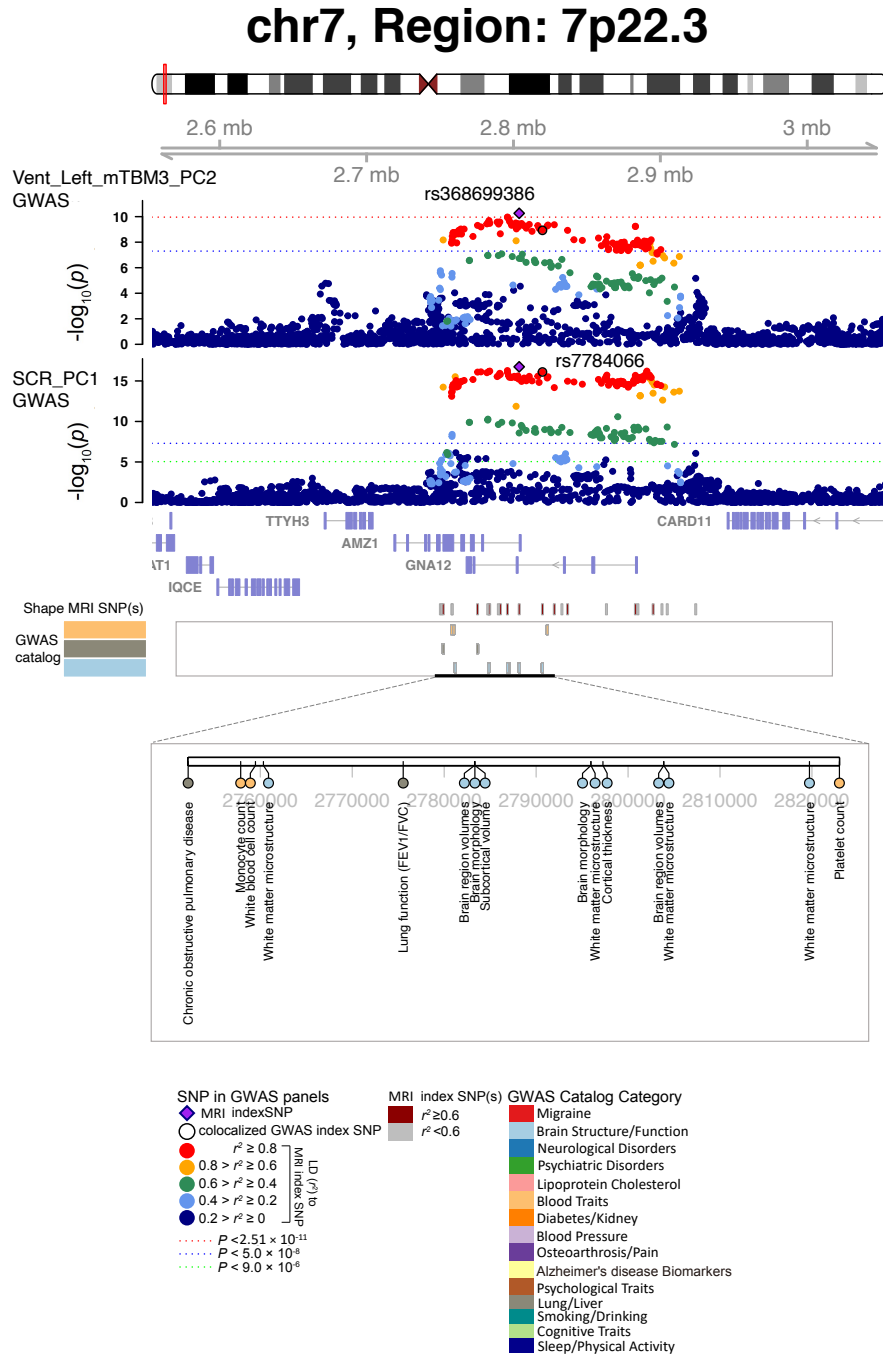 chr7, Region: 7p22.3
2.6 mb
2.8 mb
3 mb
2.7 mb
2.9 mb
Vent_Left_mTBM3_PC2
GWAS
rs368699386
10
8
6
4
2
0
-log10(p)
SCR_PC1
GWAS
rs7784066
15
10
5
0
-log10(p)
TTYH3
CARD11
AMZ1
GNA12
IQCE
Shape MRI SNP(s)
GWAS
catalog
2760000
2770000
2780000
2790000
2800000
2810000
2820000
Chronic obstructive pulmonary disease
Monocyte count
White blood cell count
White matter microstructure
Lung function (FEV1/FVC)
Brain region volumes
Brain morphology
Subcortical volume
Brain morphology
White matter microstructure
Cortical thickness
Brain region volumes
White matter microstructure
White matter microstructure
Platelet count
SNP in GWAS panels
MRI indexSNP
colocalized GWAS index SNP
r² ≥ 0.8
0.8 > r² ≥ 0.6
0.6 > r² ≥ 0.4
0.4 > r² ≥ 0.2
0.2 > r² ≥ 0
LD (r²) to
MRI index SNP
P <2.51 × 10⁻¹¹
P < 5.0 × 10⁻⁸
P < 9.0 × 10⁻⁶
MRI index SNP(s)
r²≥0.6
r²<0.6
GWAS Catalog Category
Migraine
Brain Structure/Function
Neurological Disorders
Psychiatric Disorders
Lipoprotein Cholesterol
Blood Traits
Diabetes/Kidney
Blood Pressure
Osteoarthrosis/Pain
Alzheimer's disease Biomarkers
Psychological Traits
Lung/Liver
Smoking/Drinking
Cognitive Traits
Sleep/Physical Activity